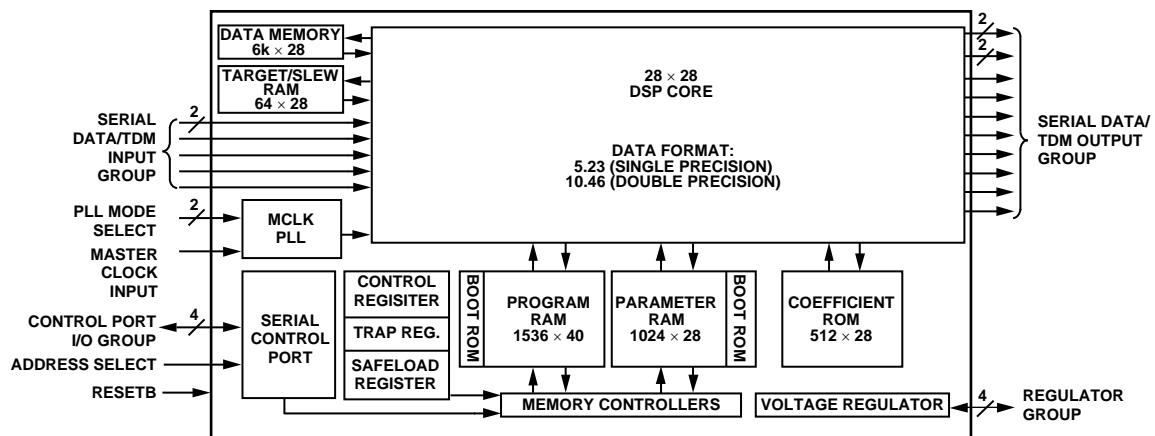 DATA MEMORY
6k × 28
TARGET/SLEW
RAM
64 × 28
28 × 28
DSP CORE
DATA FORMAT:
5.23 (SINGLE PRECISION)
10.46 (DOUBLE PRECISION)
2
2
SERIAL DATA/
TDM OUTPUT
GROUP
SERIAL
DATA/TDM
INPUT
GROUP
2
PLL MODE
SELECT
2
MCLK
PLL
MASTER
CLOCK
INPUT
CONTROL PORT
I/O GROUP
4
ADDRESS SELECT
RESETB
SERIAL
CONTROL
PORT
CONTROL
REGISITER
TRAP REG.
SAFELOAD
REGISTER
BOOT ROM
PROGRAM
RAM
1536 × 40
PARAMETER
RAM
1024 × 28
BOOT ROM
COEFFICIENT
ROM
512 × 28
MEMORY CONTROLLERS
VOLTAGE REGULATOR
4
REGULATOR
GROUP